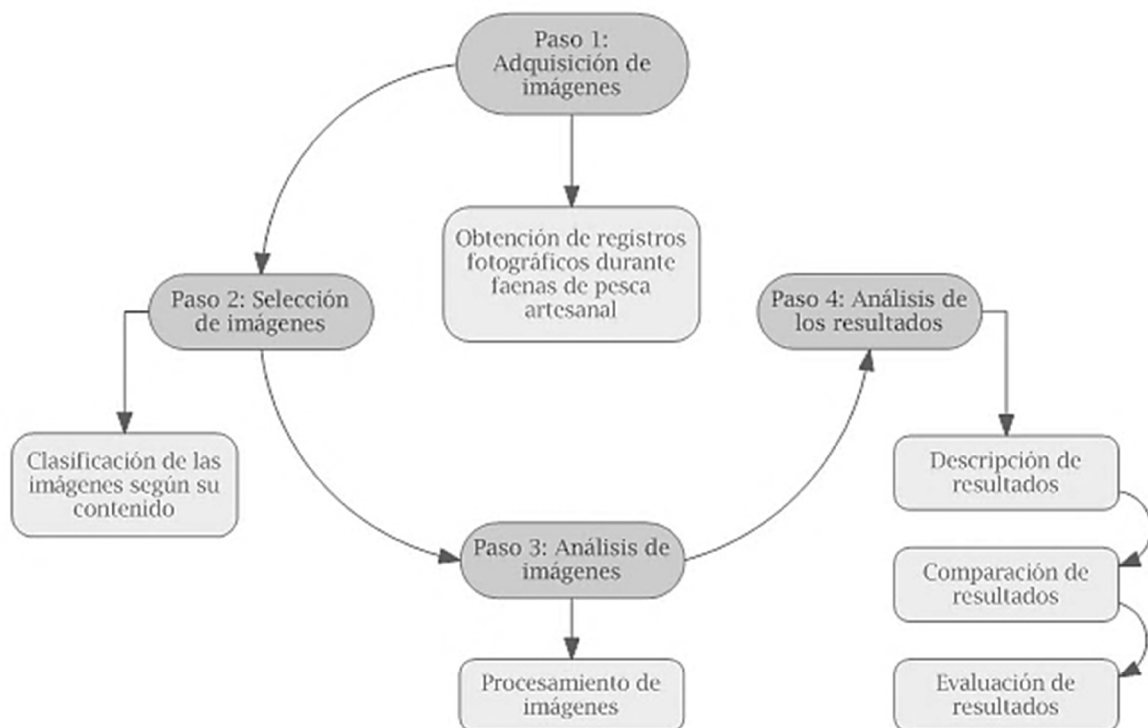 Paso 1:
Adquisición de
imágenes
Obtención de registros
fotográficos durante
faenas de pesca
artesanal
Paso 2: Selección
de imágenes
Clasificación de las
imágenes según su
contenido
Paso 3: Análisis de
imágenes
Procesamiento de
imágenes
Paso 4: Análisis de
los resultados
Descripción de
resultados
Comparación de
resultados
Evaluación de
resultados